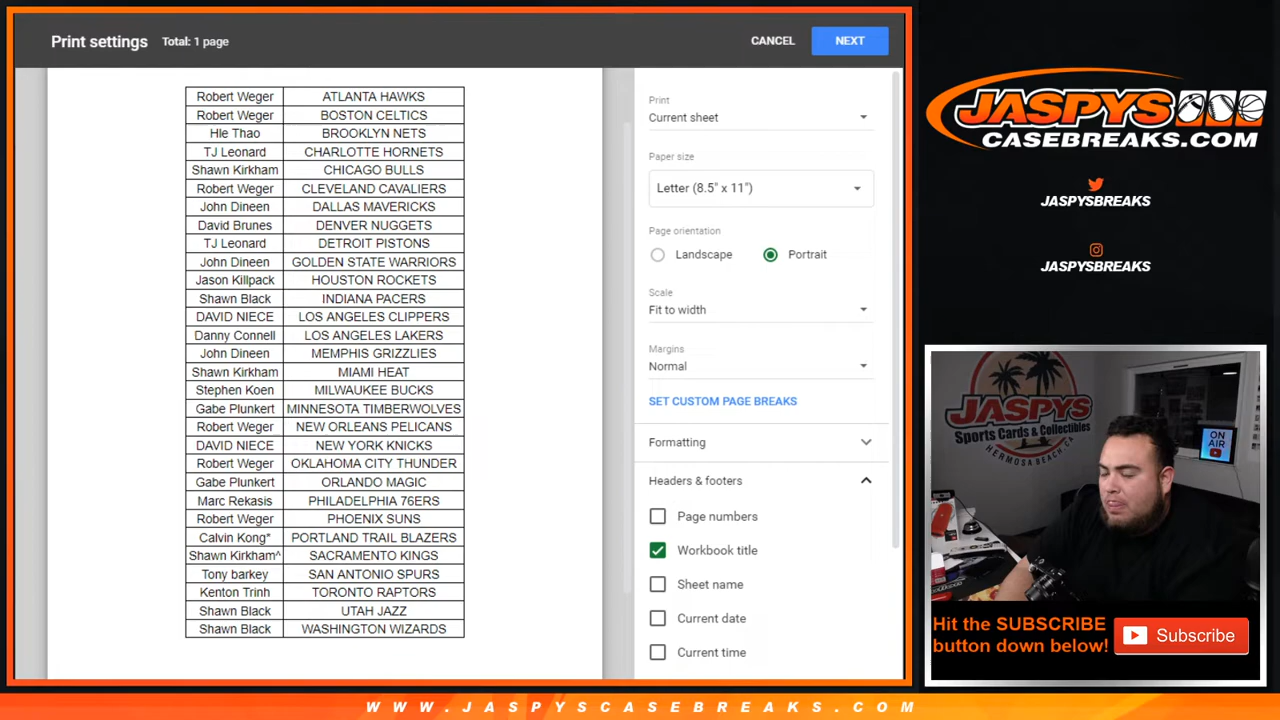 Print settings
Total: 1 page
CANCEL
NEXT
Robert Weger ATLANTA HAWKS
Robert Weger BOSTON CELTICS
Hle Thao BROOKLYN NETS
TJ Leonard CHARLOTTE HORNETS
Shawn Kirkham CHICAGO BULLS
Robert Weger CLEVELAND CAVALIERS
John Dineen DALLAS MAVERICKS
David Brunes DENVER NUGGETS
TJ Leonard DETROIT PISTONS
John Dineen GOLDEN STATE WARRIORS
Jason Killpack HOUSTON ROCKETS
Shawn Black INDIANA PACERS
DAVID NIECE LOS ANGELES CLIPPERS
Danny Connell LOS ANGELES LAKERS
John Dineen MEMPHIS GRIZZLIES
Shawn Kirkham MIAMI HEAT
Stephen Koen MILWAUKEE BUCKS
Gabe Plunkert MINNESOTA TIMBERWOLVES
Robert Weger NEW ORLEANS PELICANS
DAVID NIECE NEW YORK KNICKS
Robert Weger OKLAHOMA CITY THUNDER
Gabe Plunkert ORLANDO MAGIC
Marc Rekasis PHILADELPHIA 76ERS
Robert Weger PHOENIX SUNS
Calvin Kong* PORTLAND TRAIL BLAZERS
Shawn Kirkham^ SACRAMENTO KINGS
Tony barkey SAN ANTONIO SPURS
Kenton Trinh TORONTO RAPTORS
Shawn Black UTAH JAZZ
Shawn Black WASHINGTON WIZARDS
Print
Current sheet
Paper size
Letter (8.5" x 11")
Page orientation
Landscape
Portrait
Scale
Fit to width
Margins
Normal
SET CUSTOM PAGE BREAKS
Formatting
Headers & footers
Page numbers
Workbook title
Sheet name
Current date
Current time
JASPYS
CASEBREAKS.COM
JASPYSBREAKS
JASPYSBREAKS
JASPYS
Sports Cards & Collectibles
HERMOSA BEACH, CA
ON
AIR
Hit the SUBSCRIBE
button down below!
Subscribe
WWW.JASPYSCASEBREAKS.COM